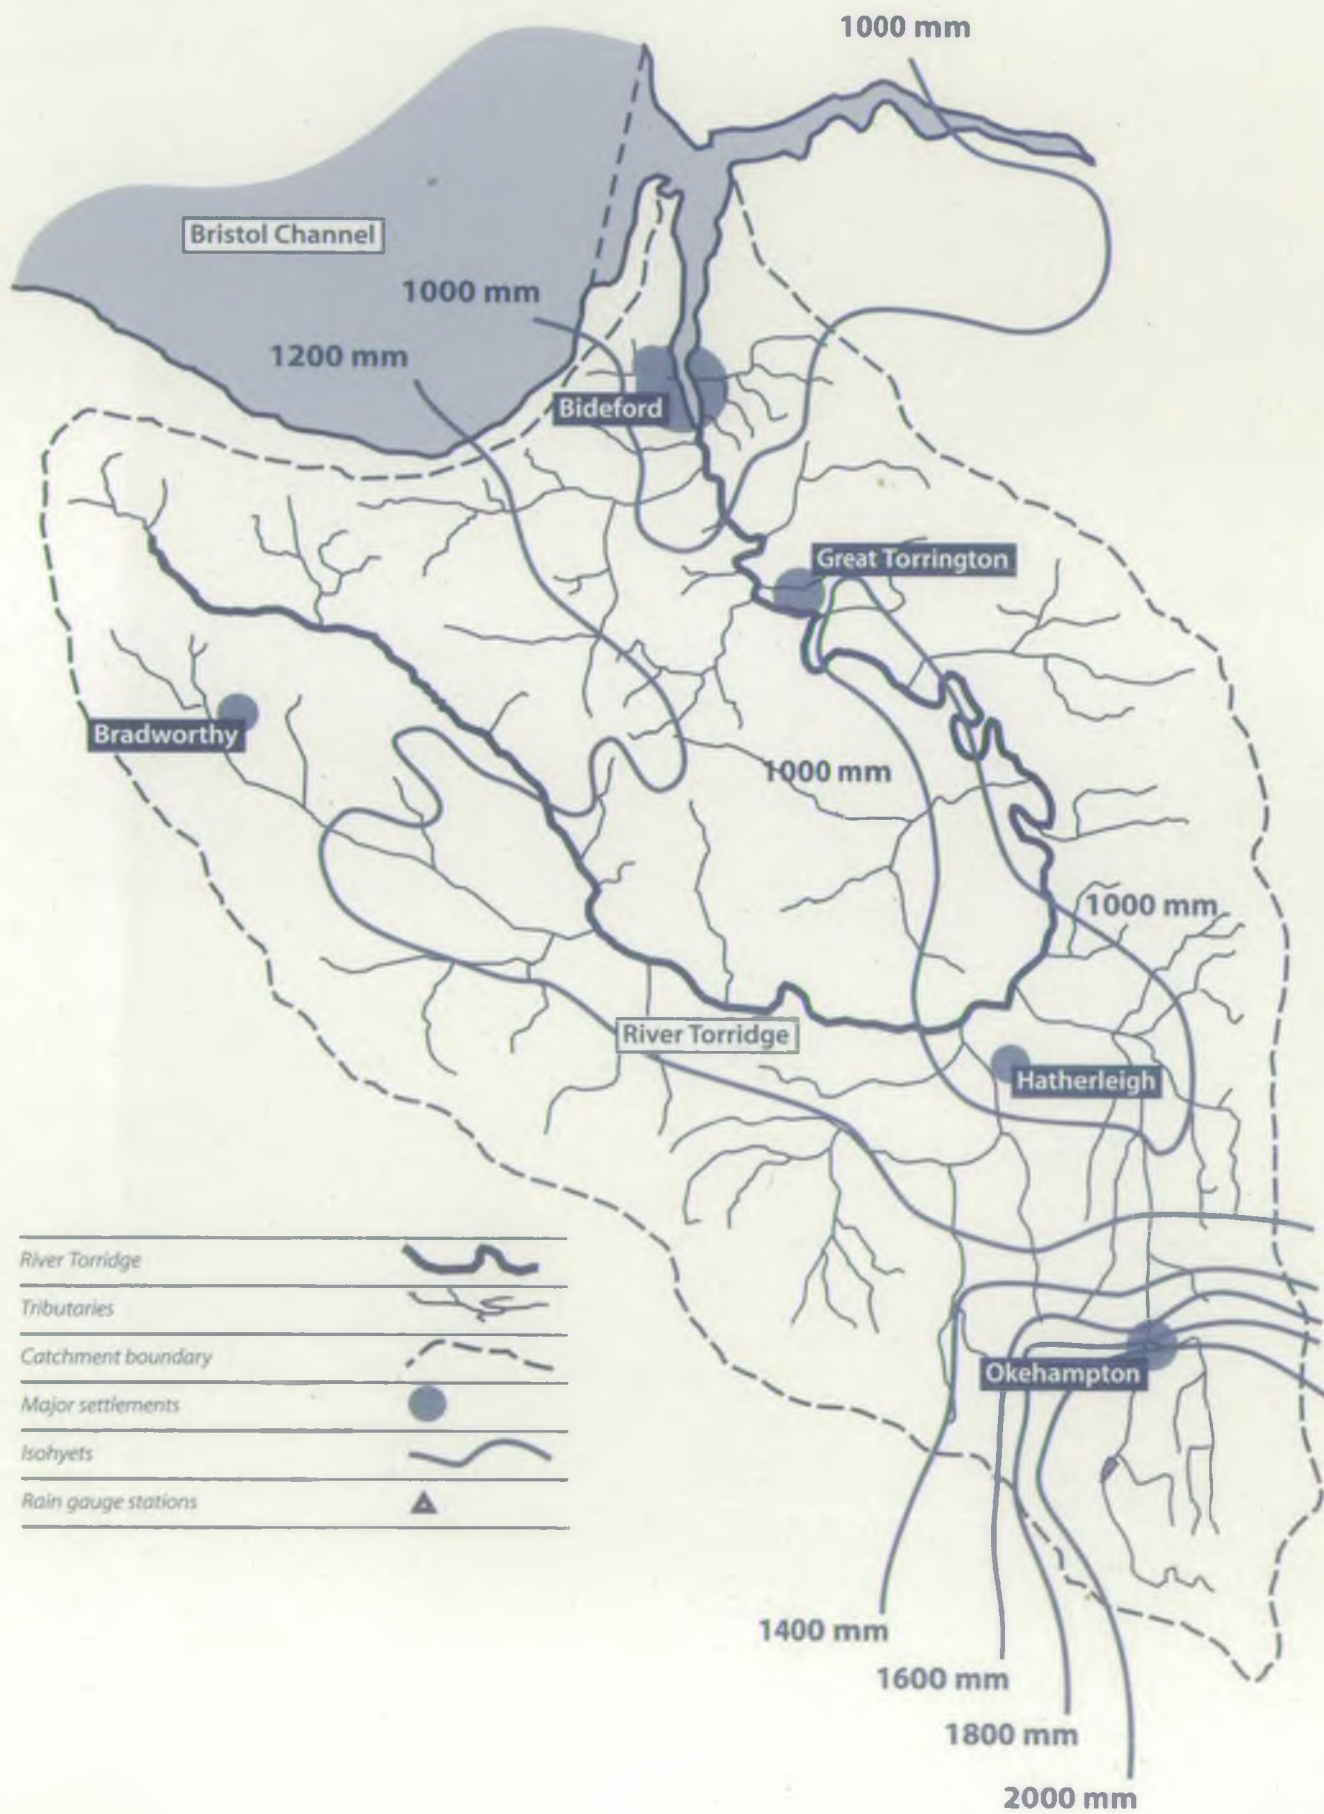 1000 mm
Bristol Channel
1000 mm
1200 mm
Bideford
Great Torrington
Bradworthy
1000 mm
1000 mm
River Torridge
Hatherleigh
River Torridge
Tributaries
Catchment boundary
Major settlements
Isohyets
Rain gauge stations
Okehampton
1400 mm
1600 mm
1800 mm
2000 mm